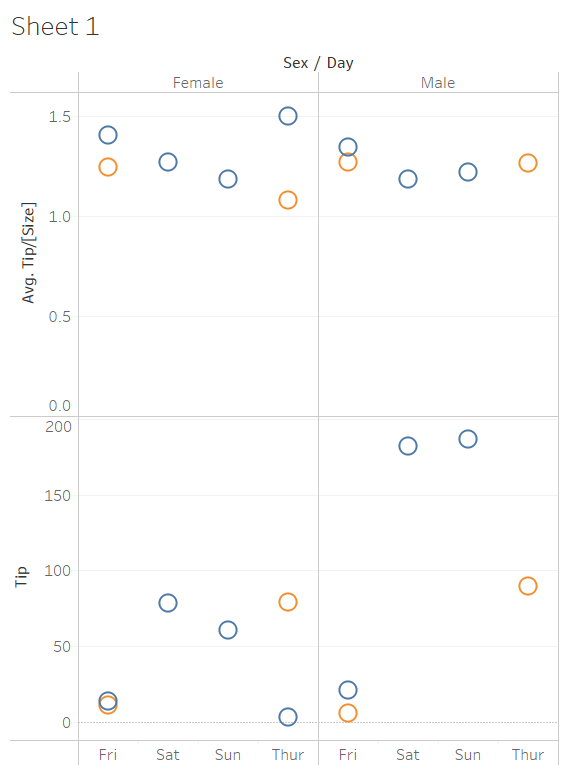 Sheet 1
Sex / Day
Female Male
Avg. Tip/[Size]
1.5
1.0
0.5
0.0
Tip
200
150
100
50
0
Fri Sat Sun Thur Fri Sat Sun Thur